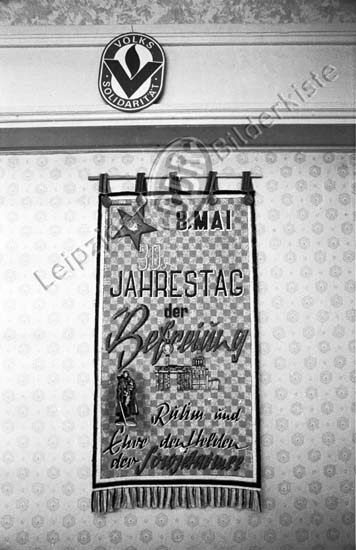 VOLKS
SOLIDARITÄT
8. MAI
30.
JAHRESTAG
der
Befreiung
Ruhm und
Ehre den Helden
der Sowjetarmee
Leipziger Bilderkiste